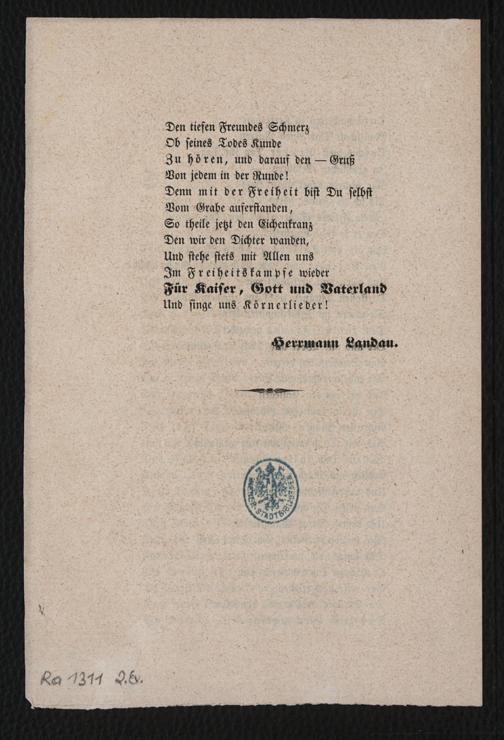 Den tiefen Freundes Schmerz
Ob seines Todes Kunde
Zu hören, und darauf den — Gruß
Von jedem in der Runde!
Denn mit der Freiheit bist Du selbst
Vom Grabe auferstanden,
So theile jetzt den Eichenkranz
Den wir den Dichter wanden,
Und stehe stets mit Allen uns
Im Freiheitskampfe wieder
Für Kaiser, Gott und Vaterland
Und singe uns Körnerlieder!
Herrmann Landau.
WIENER-STADTBIBLIOTHEK
Ra 1311 2.Ex.